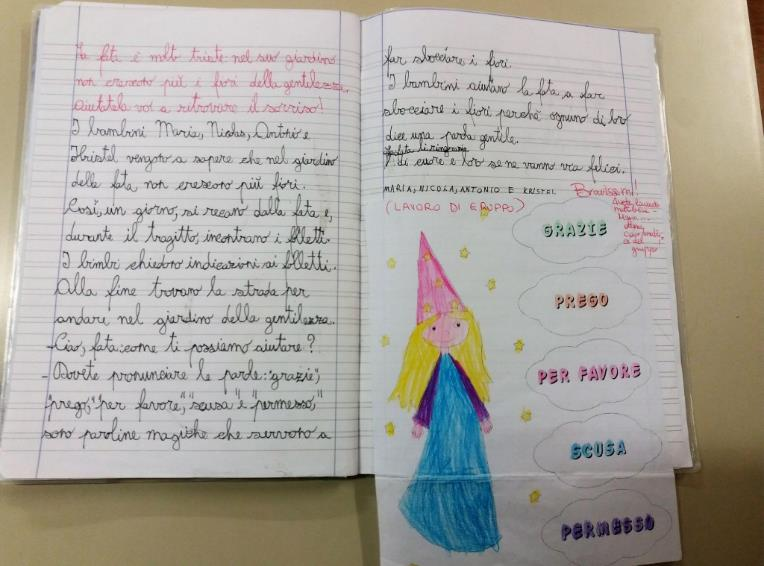 La fata è molto triste: nel suo giardino
non crescono più i fiori della gentilezza.
Aiutatela voi a ritrovare il sorriso!
I bambini Maria, Nicolas, Antonio e
Khristel vengono a sapere che nel giardino
della fata non crescono più fiori.
Così, un giorno, si recano dalla fata e,
durante il tragitto, incontrano i folletti.
I bimbi chiedono indicazioni ai folletti.
Alla fine trovano la strada per
andare nel giardino della gentilezza.
-Ciao, fata: come ti possiamo aiutare?
-Dovete pronunciare le parole: "grazie",
"prego", "per favore", "scusa" e "permesso",
sono paroline magiche che servono a
far sbocciare i fiori.
I bambini aiutano la fata a far
sbocciare i fiori perché ognuno di loro
dice una parola gentile.
La fata li ringrazia
di cuore e loro se ne vanno via felici.
MARIA, NICOLA, ANTONIO E KRISTEL
(LAVORO DI GRUPPO)
Bravissimi!
Avete lavorato
molto bene
gruppo
GRAZIE
PREGO
PER FAVORE
SCUSA
PERMESSO